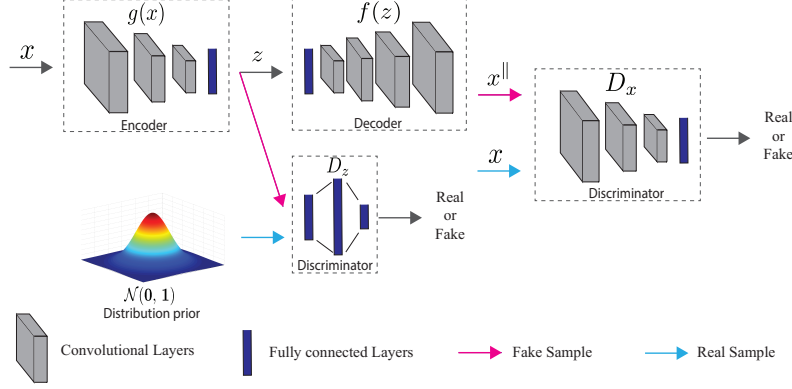 g(x)
f(z)
x
z
x∥
D_x
Encoder
Decoder
Real
or
Fake
x
D_z
Real
or
Fake
Discriminator
Discriminator
N(0, 1)
Distribution prior
Convolutional Layers
Fully connected Layers
Fake Sample
Real Sample